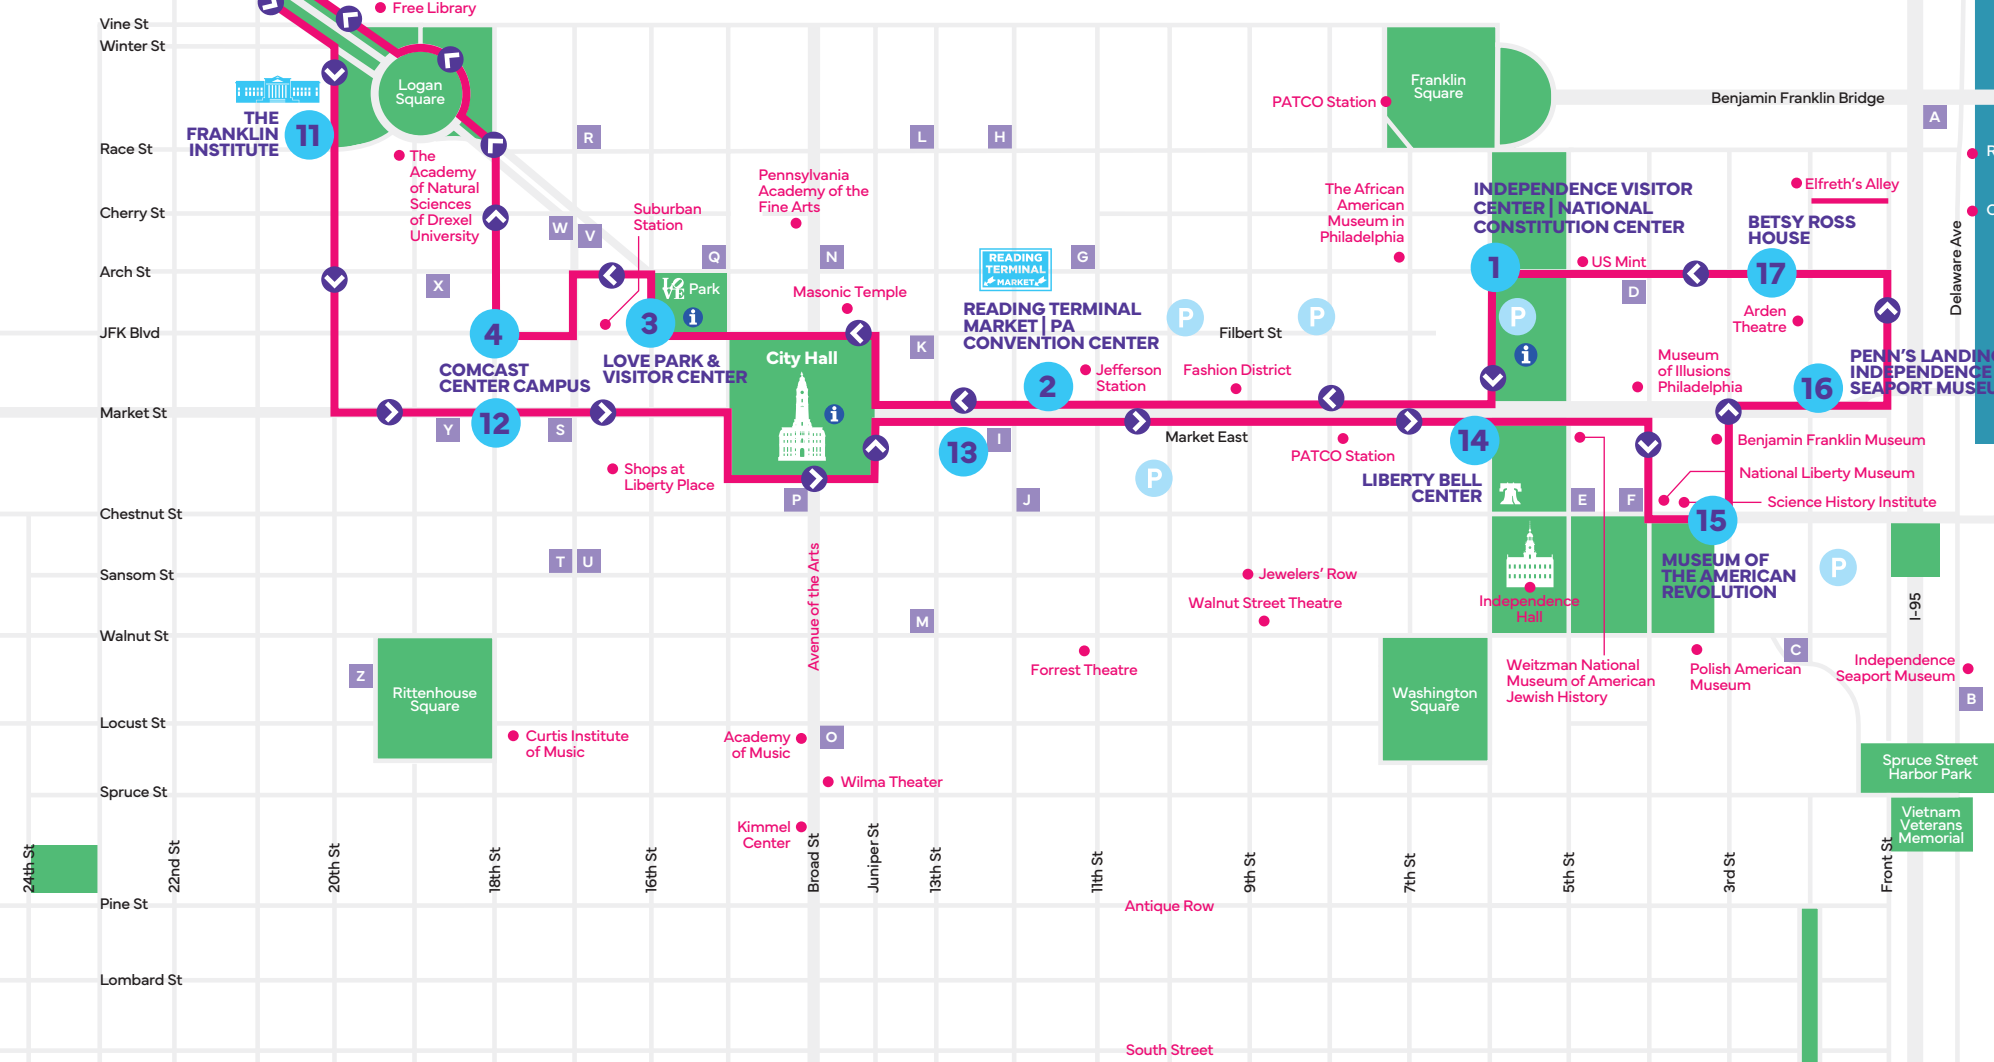 Free Library
Vine St
Winter St
Logan
Square
THE
FRANKLIN
INSTITUTE
11
Race St
The
Academy
of Natural
Sciences
of Drexel
University
R
L
H
PATCO Station
Franklin
Square
Benjamin Franklin Bridge
A
R
Pennsylvania
Academy of the
Fine Arts
Suburban
Station
Cherry St
W
V
The African
American
Museum in
Philadelphia
INDEPENDENCE VISITOR
CENTER | NATIONAL
CONSTITUTION CENTER
1
Elfreth's Alley
BETSY ROSS
HOUSE
17
Delaware Ave
Arch St
X
Q
N
READING
TERMINAL
MARKET
G
US Mint
D
LOVE Park
i
3
Masonic Temple
READING TERMINAL
MARKET | PA
CONVENTION CENTER
P
P
P
Filbert St
Arden
Theatre
JFK Blvd
4
COMCAST
CENTER CAMPUS
LOVE PARK &
VISITOR CENTER
City Hall
i
K
2
Jefferson
Station
Fashion District
i
Museum
of Illusions
Philadelphia
16
PENN'S LANDIN
INDEPENDENCE
SEAPORT MUSEU
Market St
12
Y
S
13
I
Market East
PATCO Station
14
LIBERTY BELL
CENTER
Benjamin Franklin Museum
National Liberty Museum
Science History Institute
Shops at
Liberty Place
P
J
P
E
F
15
MUSEUM OF
THE AMERICAN
REVOLUTION
P
Chestnut St
T
U
Avenue of the Arts
Sansom St
Jewelers' Row
Walnut Street Theatre
Independence
Hall
I-95
Walnut St
M
Forrest Theatre
Z
Rittenhouse
Square
Washington
Square
Weitzman National
Museum of American
Jewish History
Polish American
Museum
C
Independence
Seaport Museum
B
Locust St
Curtis Institute
of Music
Academy
of Music
O
Wilma Theater
Spruce Street
Harbor Park
Spruce St
Kimmel
Center
Vietnam
Veterans
Memorial
24th St
22nd St
20th St
18th St
16th St
Broad St
Juniper St
13th St
11th St
9th St
7th St
5th St
3rd St
Front St
Pine St
Antique Row
Lombard St
South Street